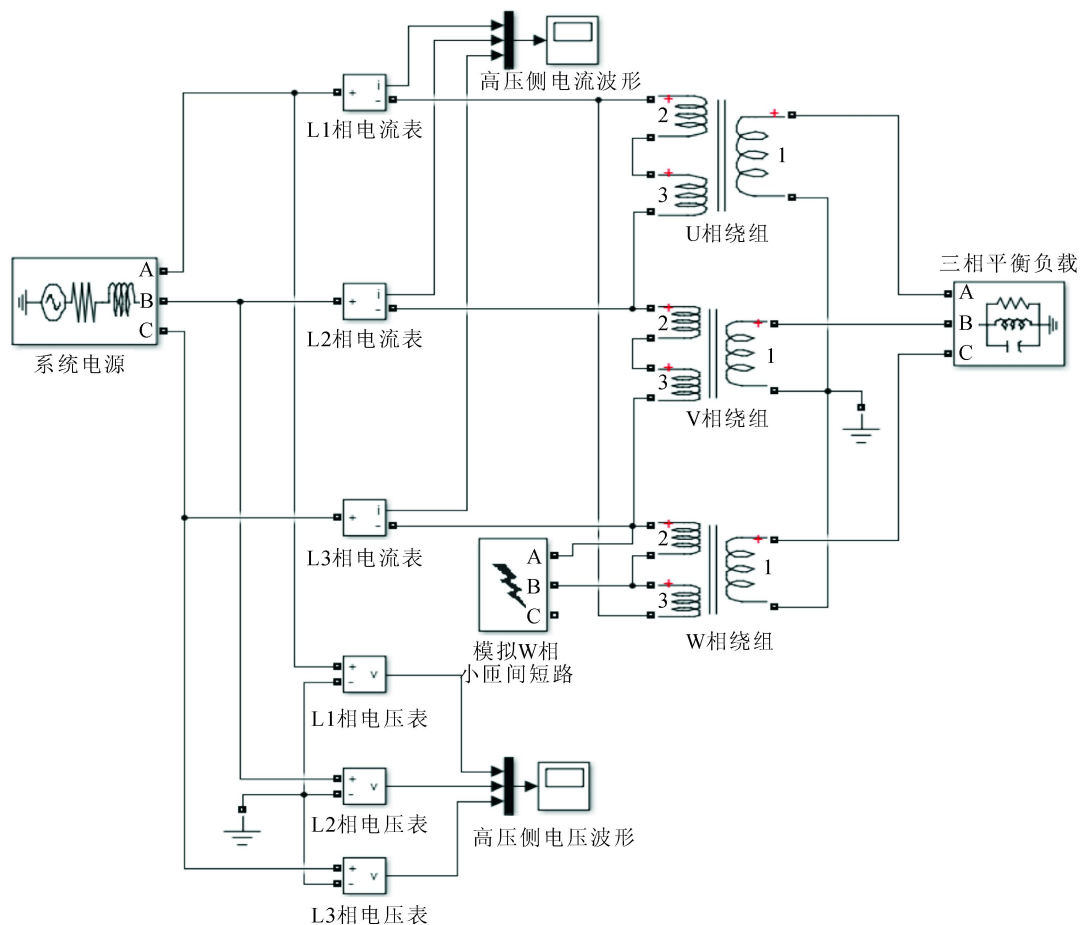 高压侧电流波形
i
+
-
L1相电流表
2
+
3
+
1
+
U相绕组
A
B
C
系统电源
i
+
-
L2相电流表
2
+
3
+
1
+
V相绕组
三相平衡负载
A
B
C
i
+
-
L3相电流表
A
B
C
模拟W相
小匝间短路
2
+
3
+
1
+
W相绕组
+
-
v
L1相电压表
+
-
v
L2相电压表
高压侧电压波形
+
-
v
L3相电压表